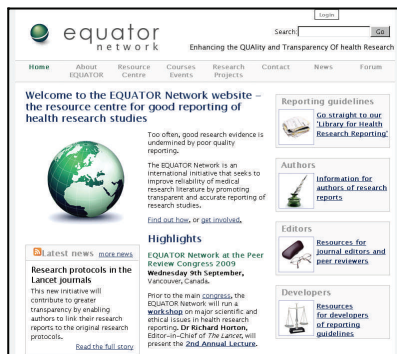 Login
equator
network
Search:
Go
Enhancing the QUAlity and Transparency Of health Research
Home
About EQUATOR
Resource Centre
Courses Events
Research Projects
Contact
News
Forum
Welcome to the EQUATOR Network website –
the resource centre for good reporting of
health research studies
Too often, good research evidence is
undermined by poor quality
reporting.
The EQUATOR Network is an
international initiative that seeks to
improve reliability of medical
research literature by promoting
transparent and accurate reporting of
research studies.
Find out how, or get involved.
Highlights
EQUATOR Network at the Peer
Review Congress 2009
Wednesday 9th September,
Vancouver, Canada.
Prior to the main congress, the
EQUATOR Network will run a
workshop on major scientific and
ethical issues in health research
reporting. Dr Richard Horton,
Editor-in-Chief of The Lancet, will
present the 2nd Annual Lecture.
Latest news more news
Research protocols in the
Lancet journals
This new initiative will
contribute to greater
transparency by enabling
authors to link their research
reports to the original research
protocols.
Read the full story
Reporting guidelines
Go straight to our
'Library for Health
Research Reporting'
Authors
Information for
authors of research
reports
Editors
Resources for
journal editors and
peer reviewers
Developers
Resources
for developers
of reporting
guidelines